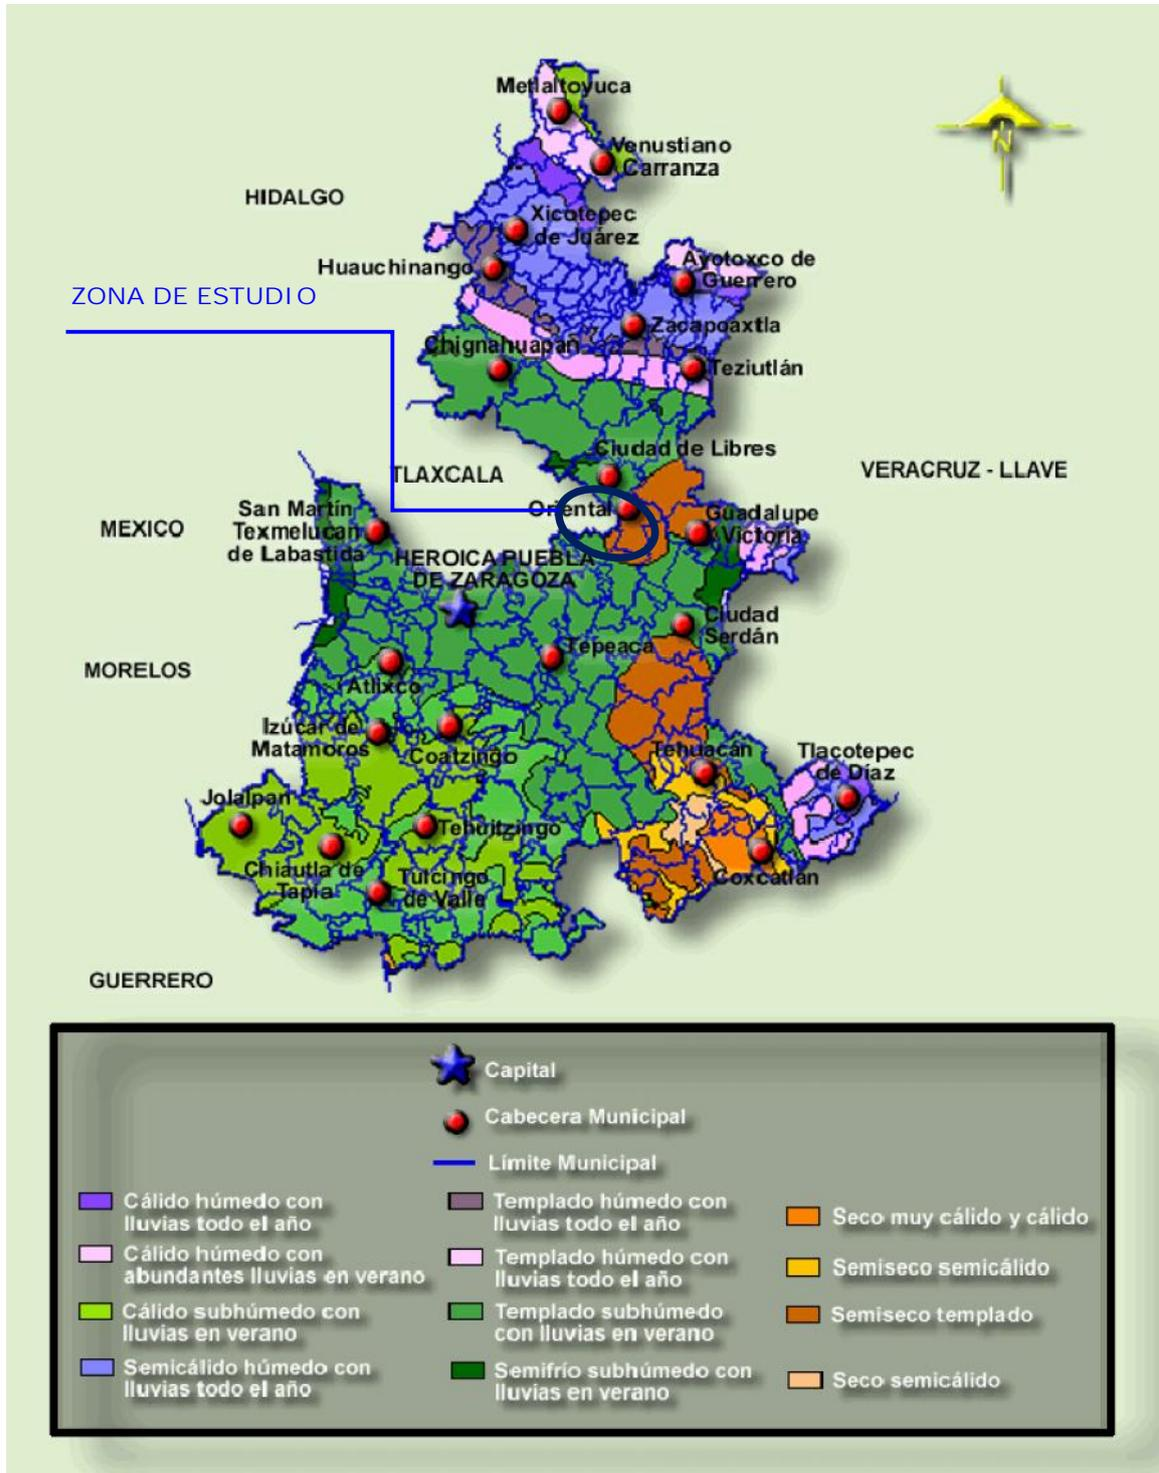 Metlaltoyuca
Venustiano
Carranza
N
HIDALGO
Xicotepec
de Juárez
Huauchinango
Ayotoxco de
Guerrero
ZONA DE ESTUDIO
Zacapoaxtla
Chignahuapan
Teziutlán
Ciudad de Libres
TLAXCALA
VERACRUZ - LLAVE
Oriental
San Martín
Texmelucan
de Labastida
Guadalupe
Victoria
MEXICO
HEROICA PUEBLA
DE ZARAGOZA
Ciudad
Serdán
Tepeaca
MORELOS
Atlixco
Izúcar de
Matamoros
Coatzingo
Tehuacán
Tlacotepec
de Díaz
Jolalpan
Tehuitzingo
Chiautla de
Tapia
Tulcingo
de Valle
Coxcatlan
GUERRERO
Capital
Cabecera Municipal
Límite Municipal
Cálido húmedo con
lluvias todo el año
Cálido húmedo con
abundantes lluvias en verano
Cálido subhúmedo con
lluvias en verano
Semicálido húmedo con
lluvias todo el año
Templado húmedo con
lluvias todo el año
Templado húmedo con
lluvias todo el año
Templado subhúmedo
con lluvias en verano
Semifrío subhúmedo con
lluvias en verano
Seco muy cálido y cálido
Semiseco semicálido
Semiseco templado
Seco semicálido